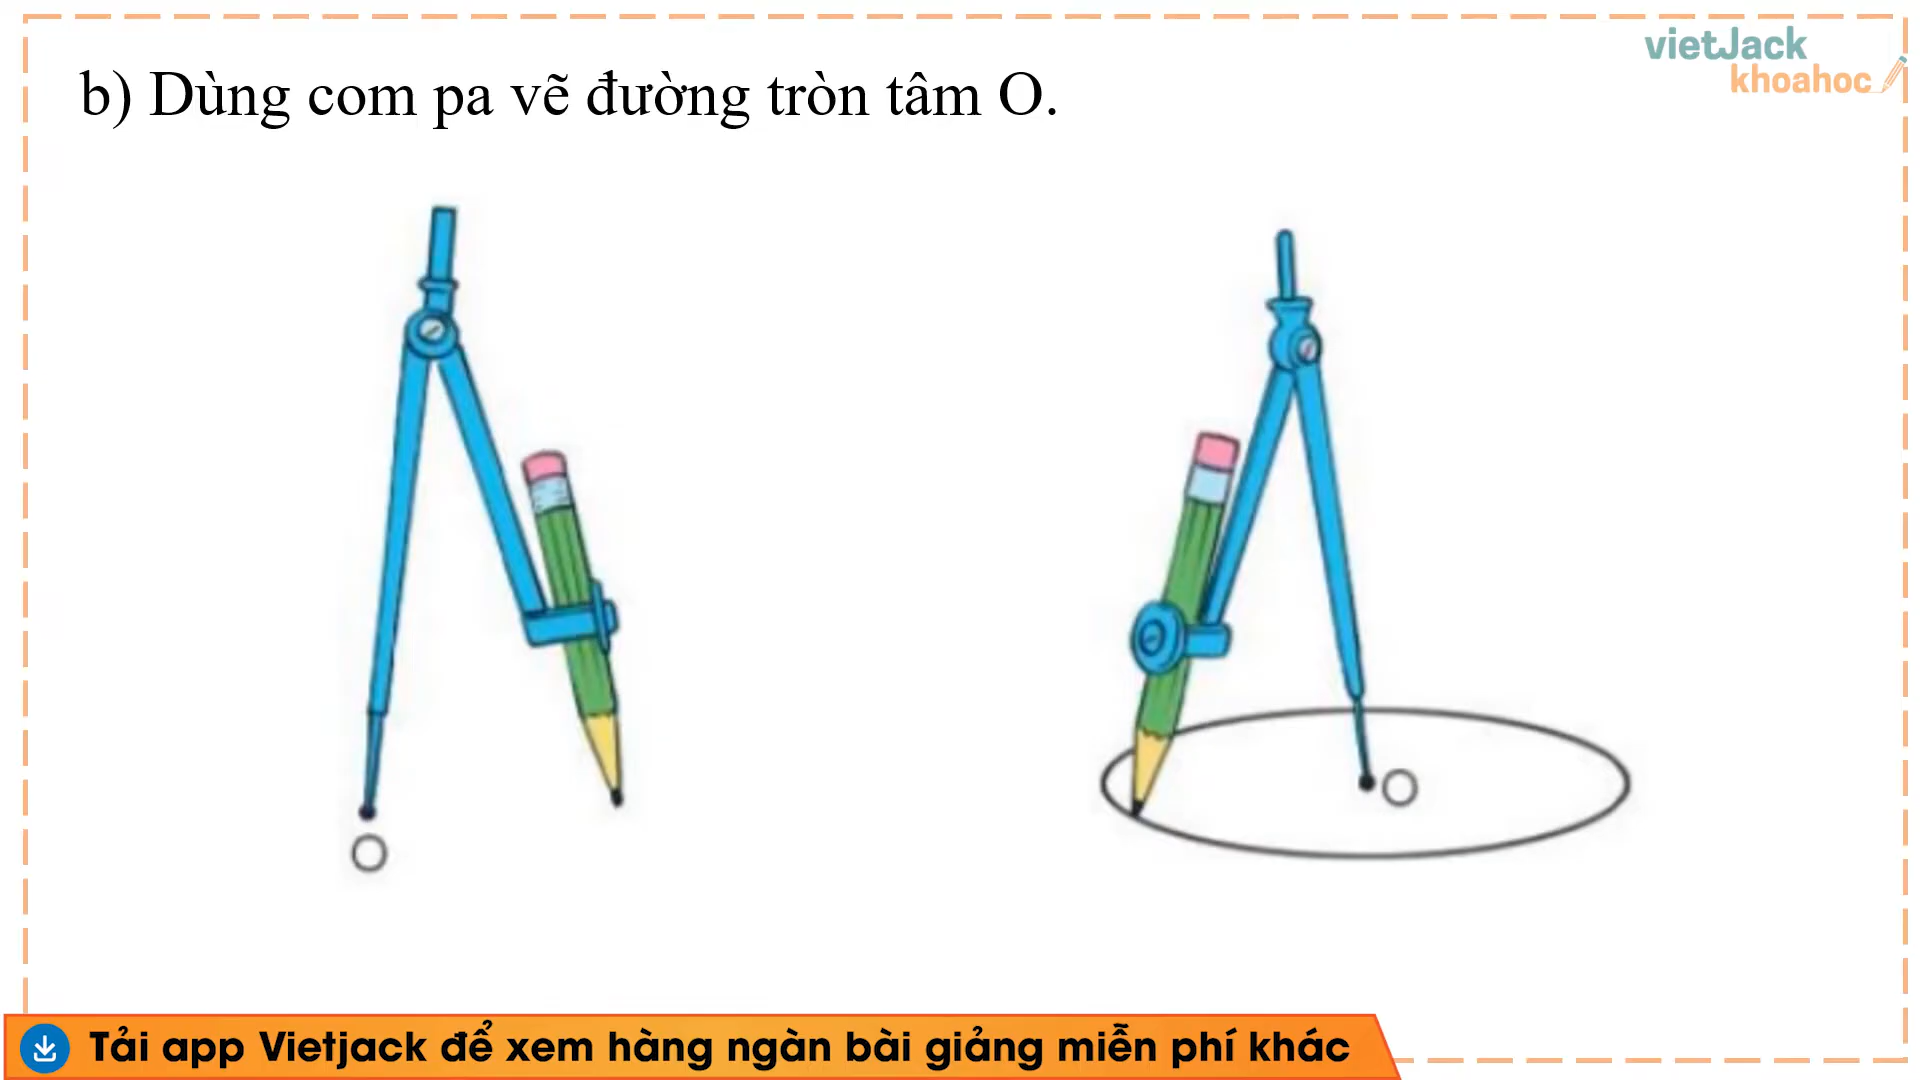 vietJack
khoahoc
b) Dùng com pa vẽ đường tròn tâm O.
O
O
Tải app Vietjack để xem hàng ngàn bài giảng miễn phí khác